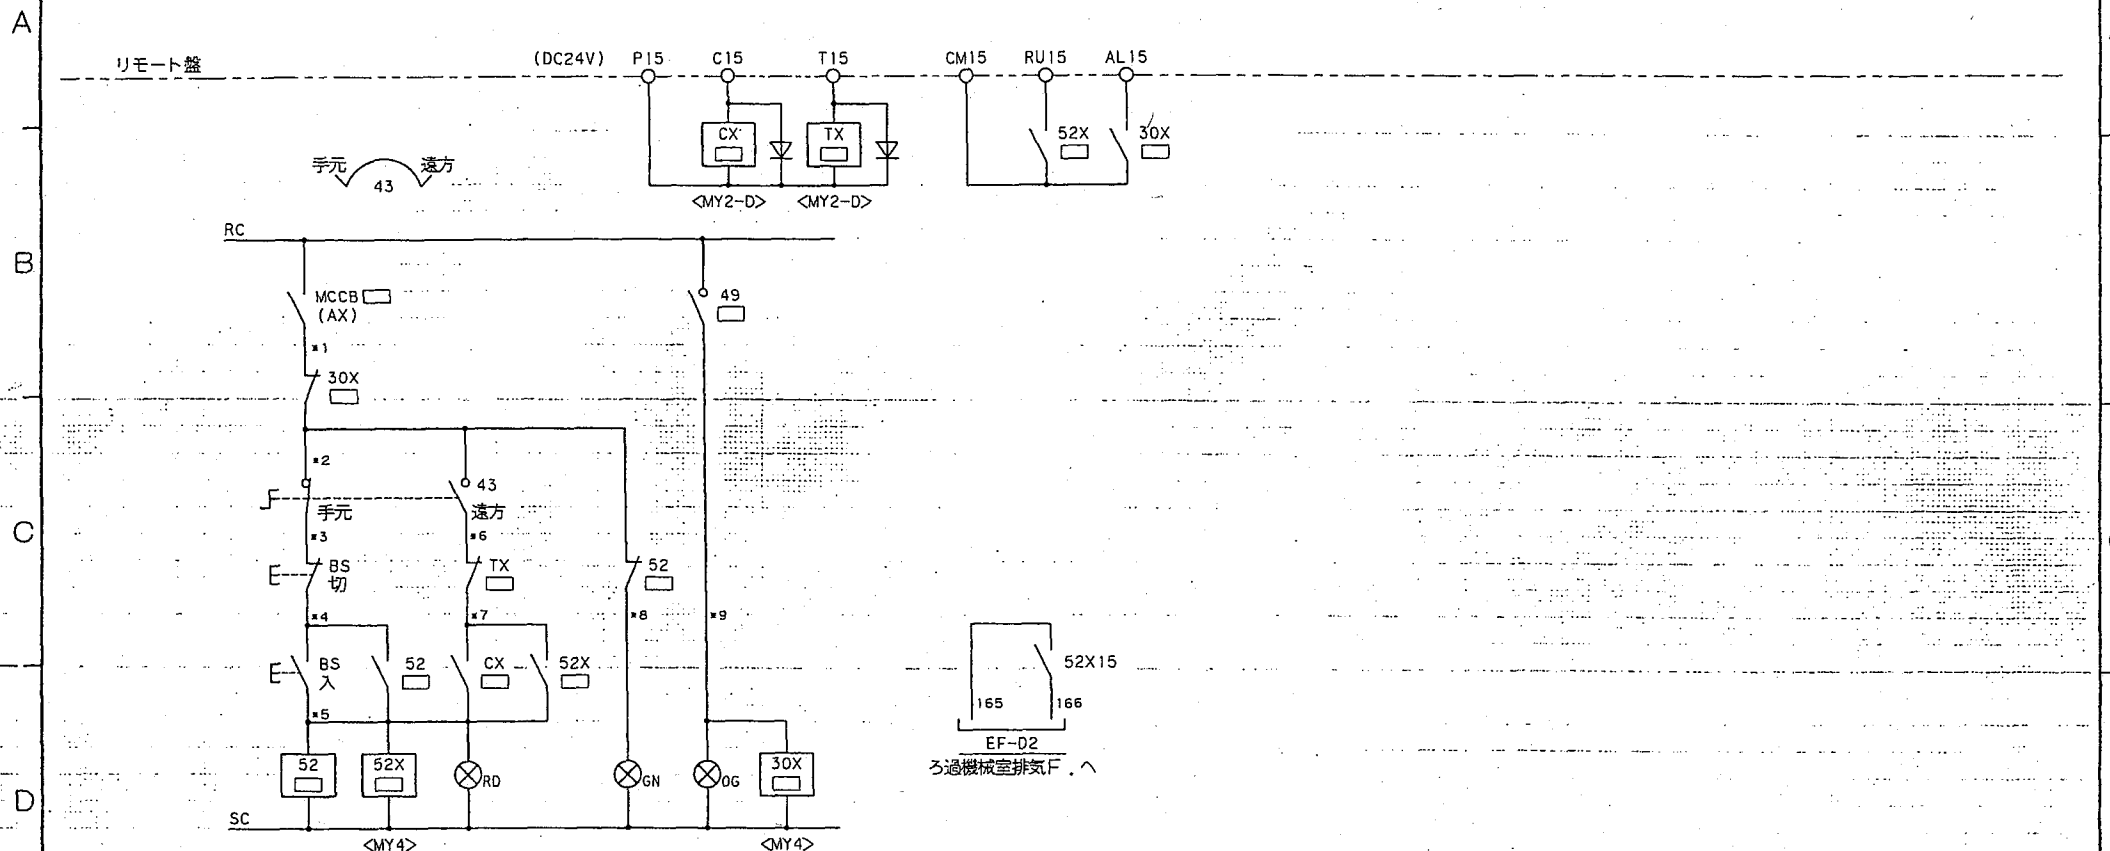 A
リモート盤 (DC24V) P15 C15 T15 CM15 RU15 AL15
CX TX 52X 30X
手元 43 遠方
<MY2-D> <MY2-D>
RC
B
MCCB 49
(AX)
*1
30X
*2
43
手元 遠方
C
*3 *6
BS TX 52
切
*4 *7 *8 *9
BS 52 CX 52X 52X15
入
*5 165 166
EF-D2
52 52X RD GN OG 30X
ろ過機械室排気F.へ
D
SC
<MY4> <MY4>